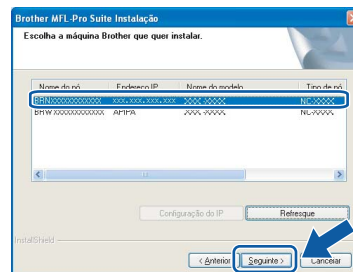 Brother MFL-Pro Suite Instalação
Escolha a máquina Brother que quer instalar.
Nome do nó Endereço IP Nome do modelo Tipo de nó
BRNXXXXXXXXXXXX XXX.XXX.XXX.XXX XXX-XXXX NC-XXXX
BRWXXXXXXXXXXXX APIPA XXX-XXXX NC-XXXX
Configuração do IP Refresque
InstallShield
< Anterior Seguinte > Cancelar